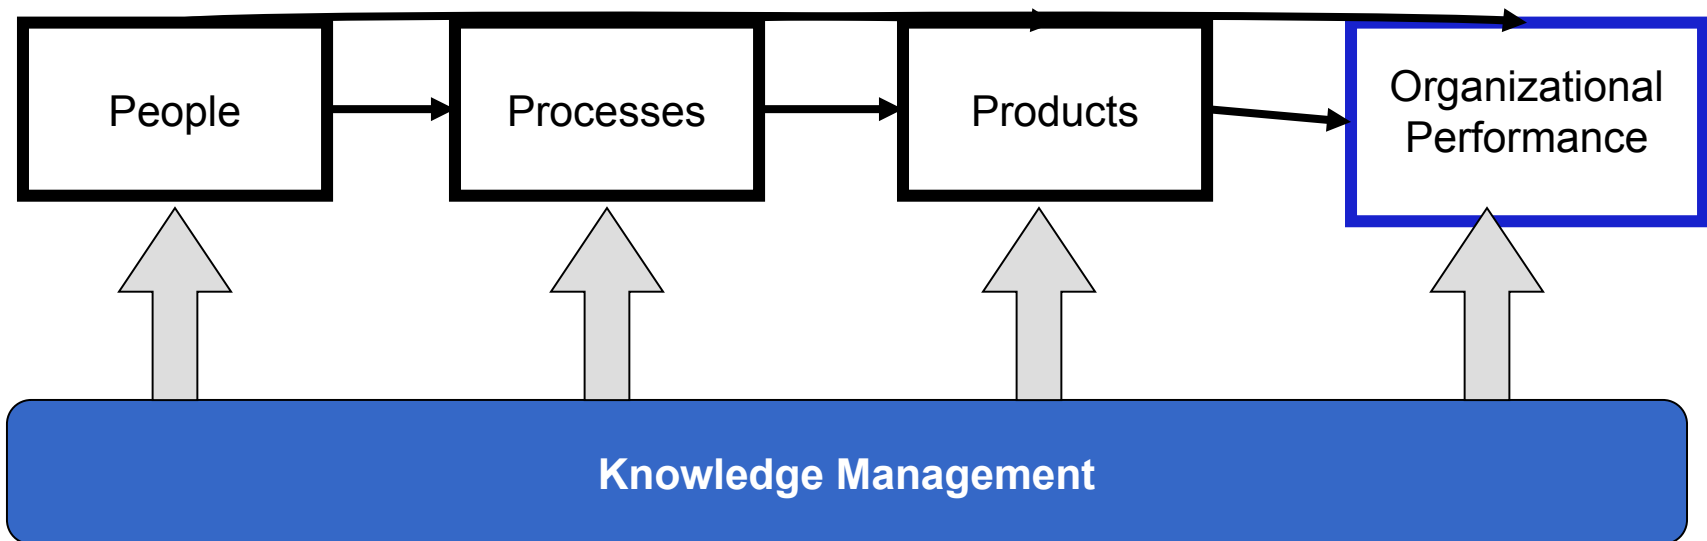 People
Processes
Products
Organizational
Performance
Knowledge Management